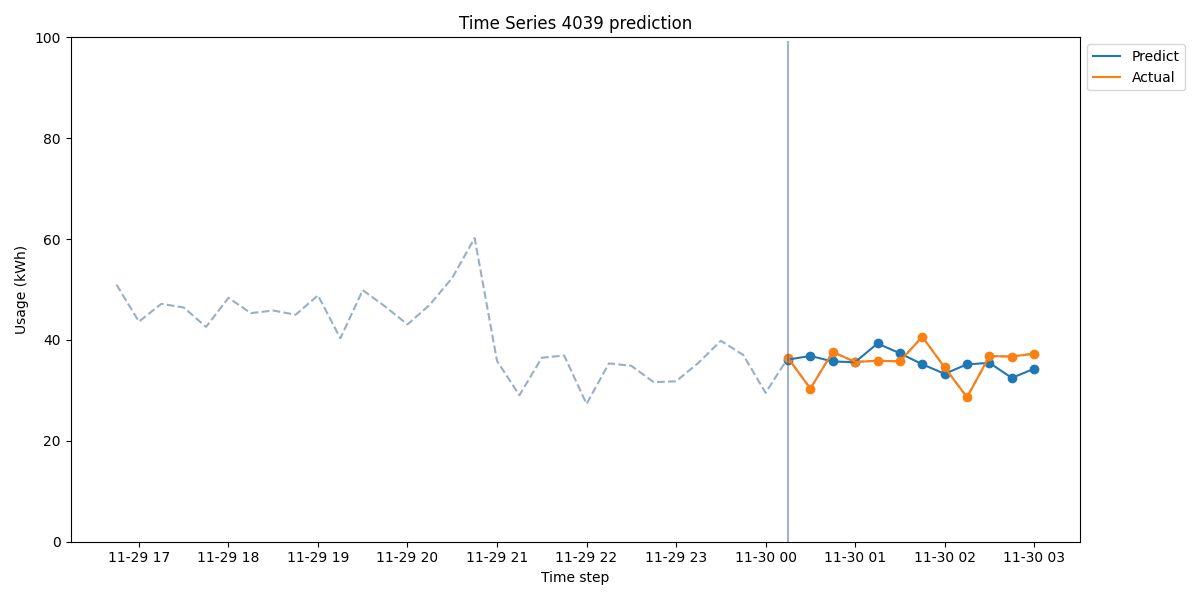 Time Series 4039 prediction
100
80
60
40
20
0
Usage (kWh)
Predict
Actual
11-29 17 11-29 18 11-29 19 11-29 20 11-29 21 11-29 22 11-29 23 11-30 00 11-30 01 11-30 02 11-30 03
Time step